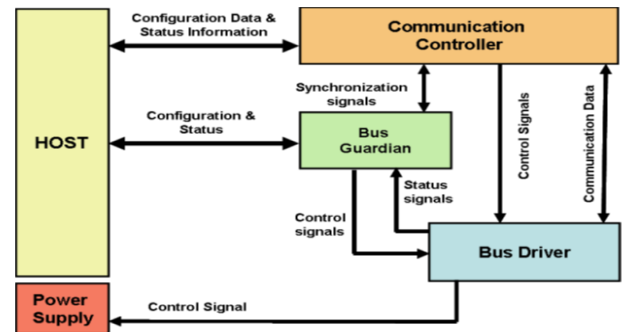 Configuration Data &
Status Information
Communication
Controller
Synchronization
signals
Configuration &
Status
HOST
Bus
Guardian
Control Signals
Communication Data
Status
signals
Control
signals
Bus Driver
Power
Supply
Control Signal